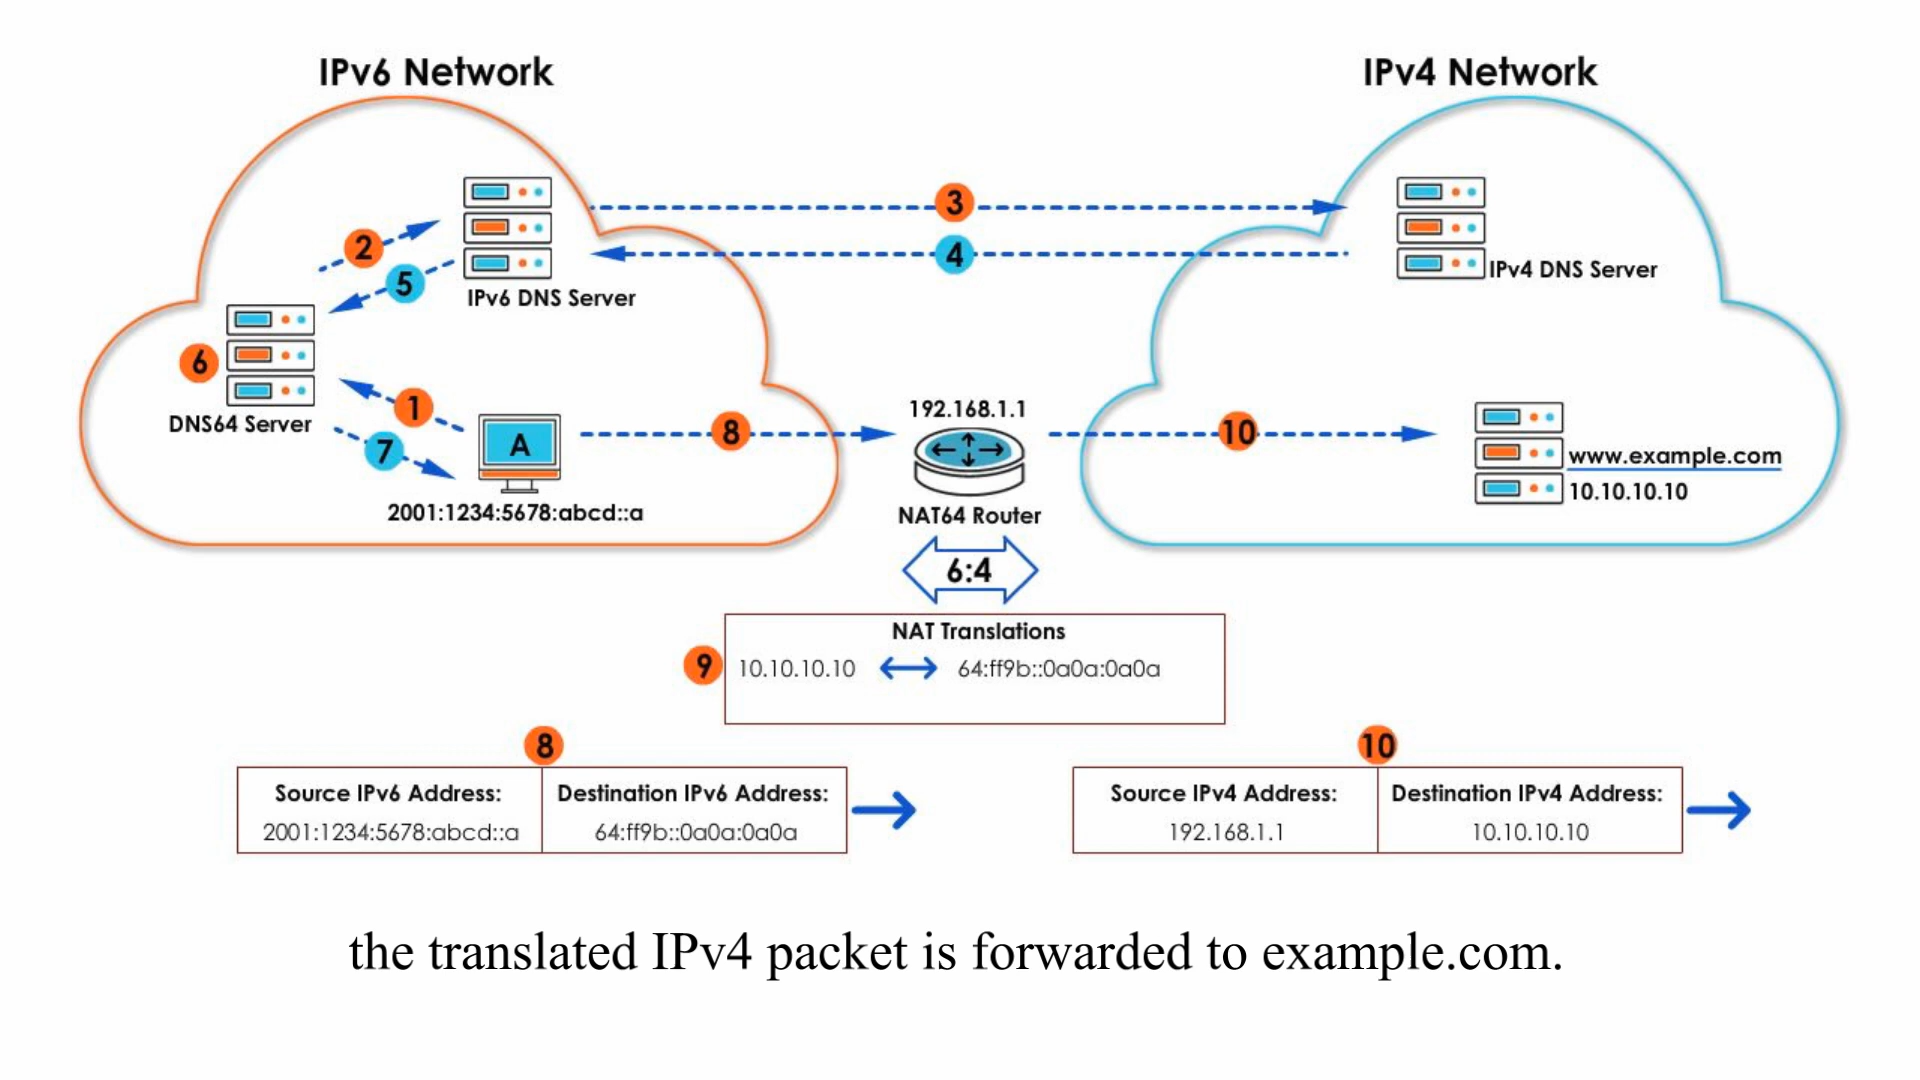 IPv6 Network
IPv4 Network
3
2
4
5
IPv6 DNS Server
IPv4 DNS Server
6
DNS64 Server
1
7
A
2001:1234:5678:abcd::a
8
192.168.1.1
NAT64 Router
10
www.example.com
10.10.10.10
6:4
NAT Translations
9
10.10.10.10
64:ff9b::0a0a:0a0a
8
Source IPv6 Address:
2001:1234:5678:abcd::a
Destination IPv6 Address:
64:ff9b::0a0a:0a0a
10
Source IPv4 Address:
192.168.1.1
Destination IPv4 Address:
10.10.10.10
the translated IPv4 packet is forwarded to example.com.